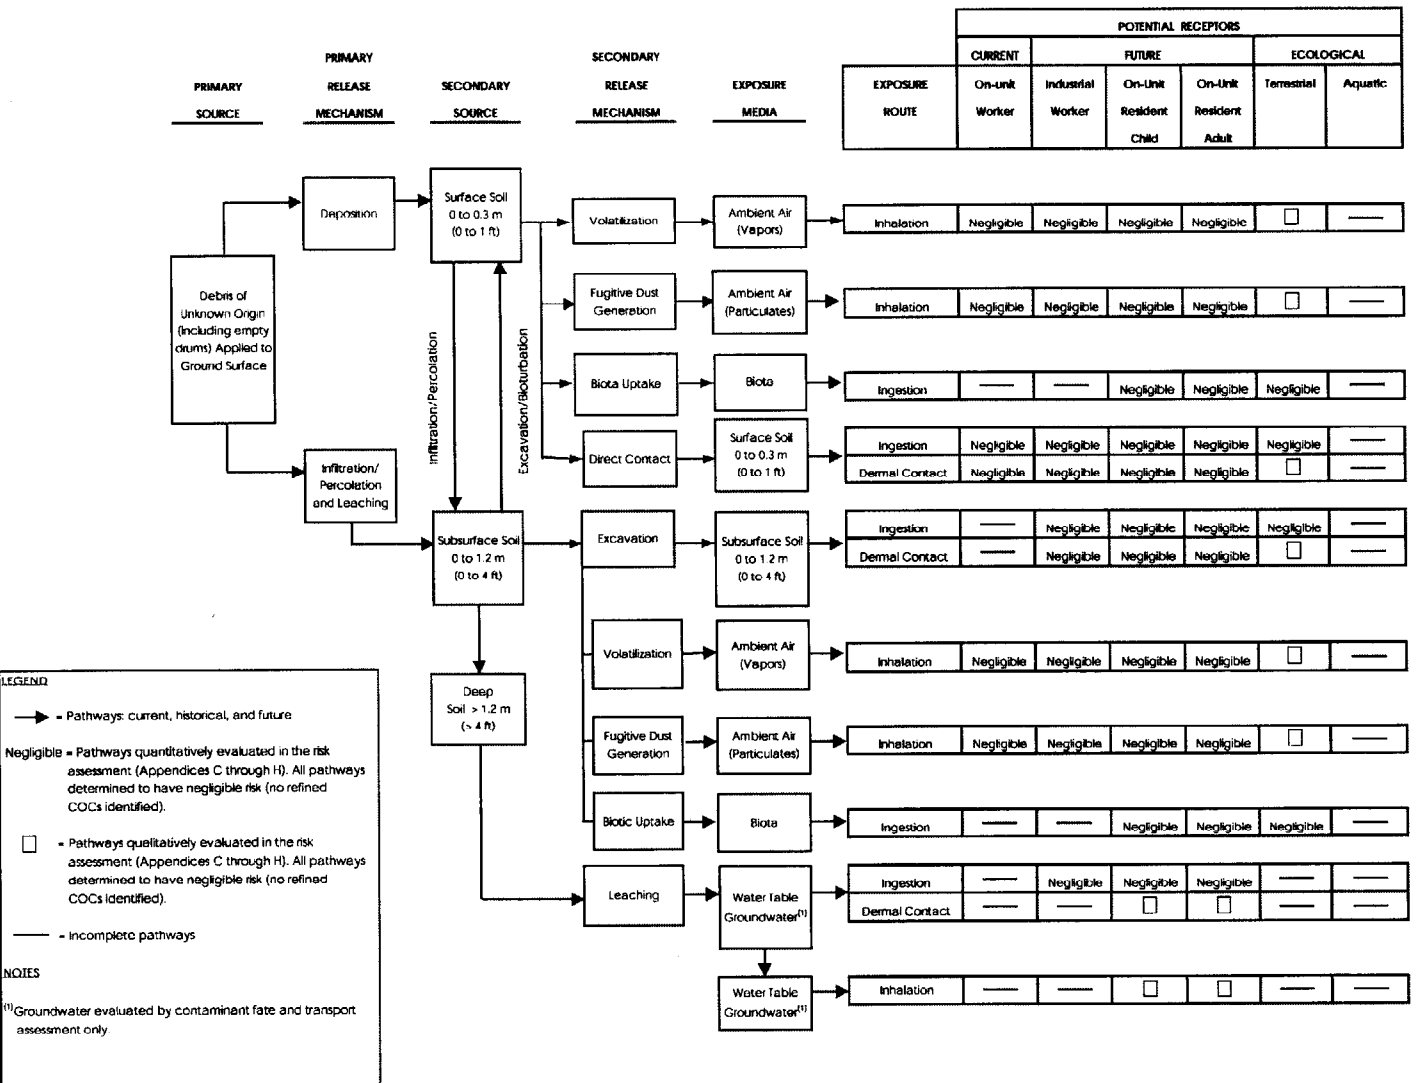 POTENTIAL RECEPTORS
CURRENT FUTURE ECOLOGICAL
PRIMARY
SOURCE
PRIMARY
RELEASE
MECHANISM
SECONDARY
SOURCE
SECONDARY
RELEASE
MECHANISM
EXPOSURE
MEDIA
EXPOSURE
ROUTE
On-unit
Worker
Industrial
Worker
On-Unit
Resident
Child
On-Unit
Resident
Adult
Terrestrial
Aquatic
Debris of
Unknown Origin
(Including empty
drums) Applied to
Ground Surface
Deposition
Infiltration/
Percolation
and Leaching
Surface Soil
0 to 0.3 m
(0 to 1 ft)
Infiltration/Percolation
Excavation/Bioturbation
Subsurface Soil
0 to 1.2 m
(0 to 4 ft)
Deep
Soil > 1.2 m
(> 4 ft)
Volatilization
Ambient Air
(Vapors)
Inhalation Negligible Negligible Negligible Negligible
Fugitive Dust
Generation
Ambient Air
(Particulates)
Inhalation Negligible Negligible Negligible Negligible
Biota Uptake
Biota
Ingestion Negligible Negligible Negligible
Direct Contact
Surface Soil
0 to 0.3 m
(0 to 1 ft)
Ingestion Negligible Negligible Negligible Negligible Negligible
Dermal Contact Negligible Negligible Negligible Negligible
Excavation
Subsurface Soil
0 to 1.2 m
(0 to 4 ft)
Ingestion Negligible Negligible Negligible Negligible
Dermal Contact Negligible Negligible Negligible
Volatilization
Ambient Air
(Vapors)
Inhalation Negligible Negligible Negligible Negligible
Fugitive Dust
Generation
Ambient Air
(Particulates)
Inhalation Negligible Negligible Negligible Negligible
Biotic Uptake
Biota
Ingestion Negligible Negligible Negligible
Leaching
Water Table
Groundwater(1)
Ingestion Negligible Negligible Negligible
Dermal Contact
Water Table
Groundwater(1)
Inhalation
LEGEND
= Pathways: current, historical, and future
Negligible = Pathways quantitatively evaluated in the risk
assessment (Appendices C through H). All pathways
determined to have negligible risk (no refined
COCs identified).
= Pathways qualitatively evaluated in the risk
assessment (Appendices C through H). All pathways
determined to have negligible risk (no refined
COCs identified).
= Incomplete pathways
NOTES
(1)Groundwater evaluated by contaminant fate and transport
assessment only.